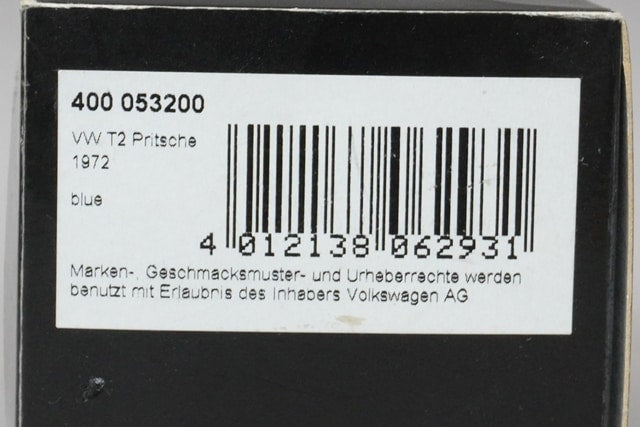 400 053200
VW T2 Pritsche
1972
blue
4 012138 062931
Marken-, Geschmacksmuster- und Urheberrechte werden
benutzt mit Erlaubnis des Inhabers Volkswagen AG